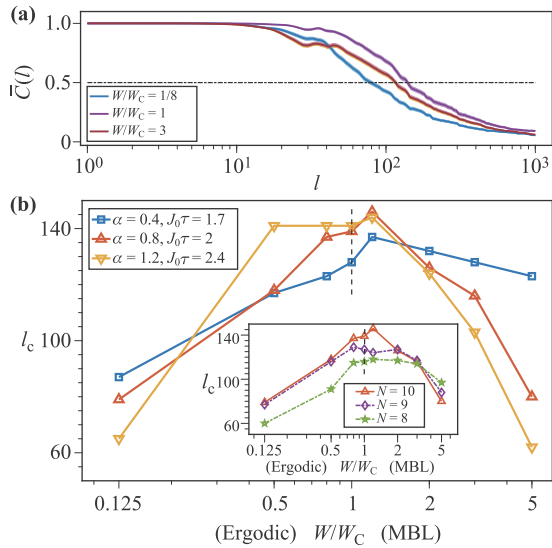 (a)
1.0
0.5
0
C̅(l)
W/W_C = 1/8
W/W_C = 1
W/W_C = 3
10^0
10^1
10^2
10^3
l
(b)
α = 0.4, J_0τ = 1.7
α = 0.8, J_0τ = 2
α = 1.2, J_0τ = 2.4
140
100
60
l_c
140
100
60
l_c
N = 10
N = 9
N = 8
0.125
0.5
1
2
5
(Ergodic) W/W_C (MBL)
0.125
0.5
1
2
5
(Ergodic) W/W_C (MBL)